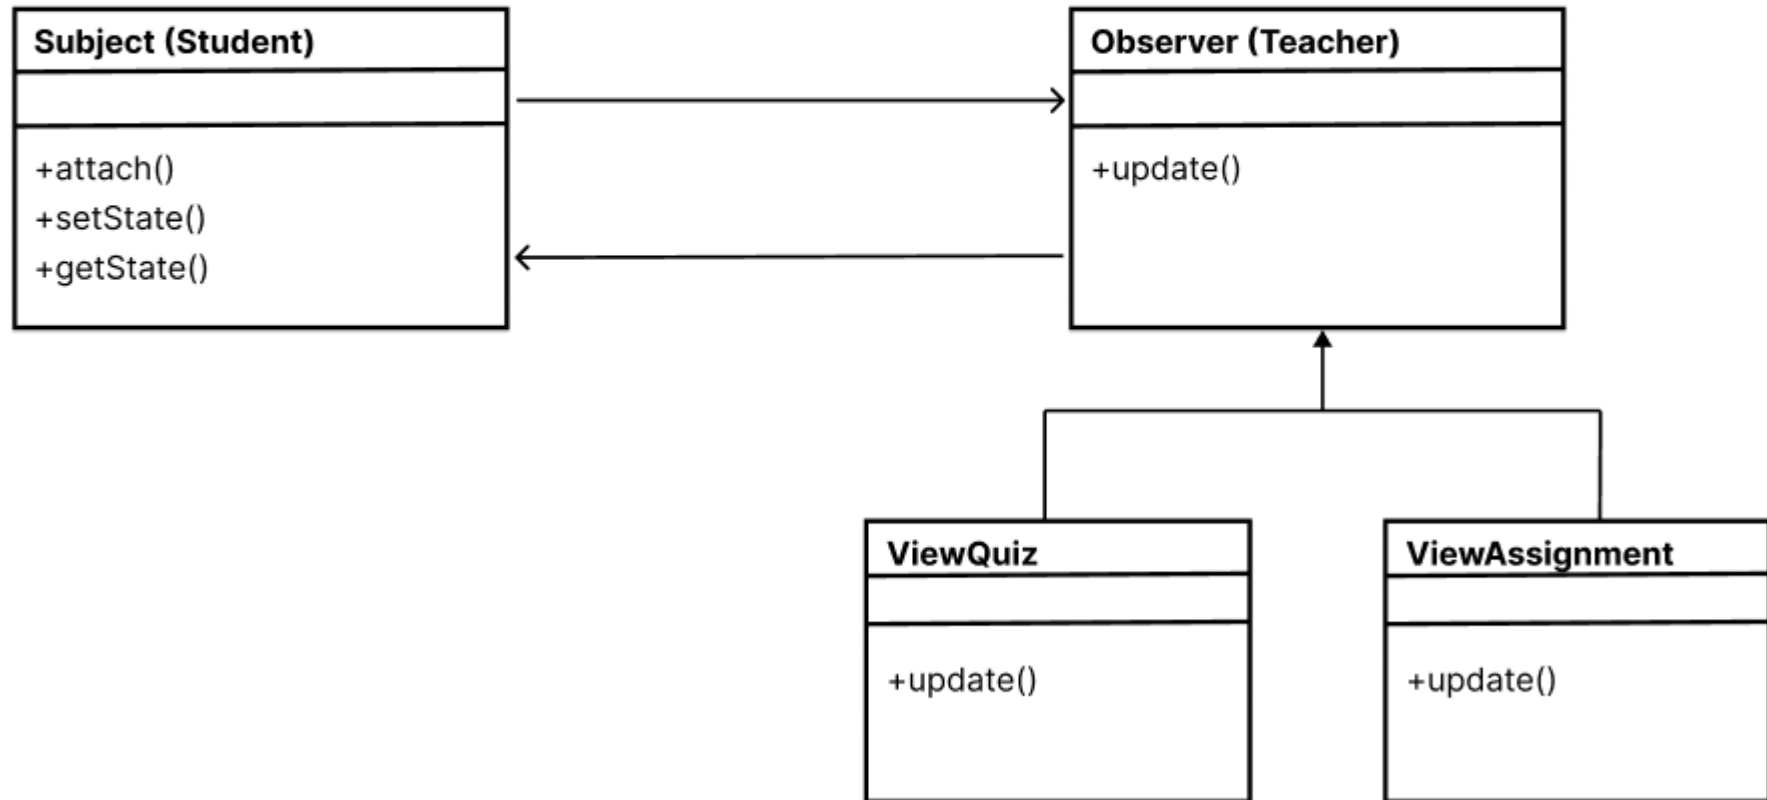 Subject (Student)
+attach()
+setState()
+getState()
Observer (Teacher)
+update()
ViewQuiz
+update()
ViewAssignment
+update()